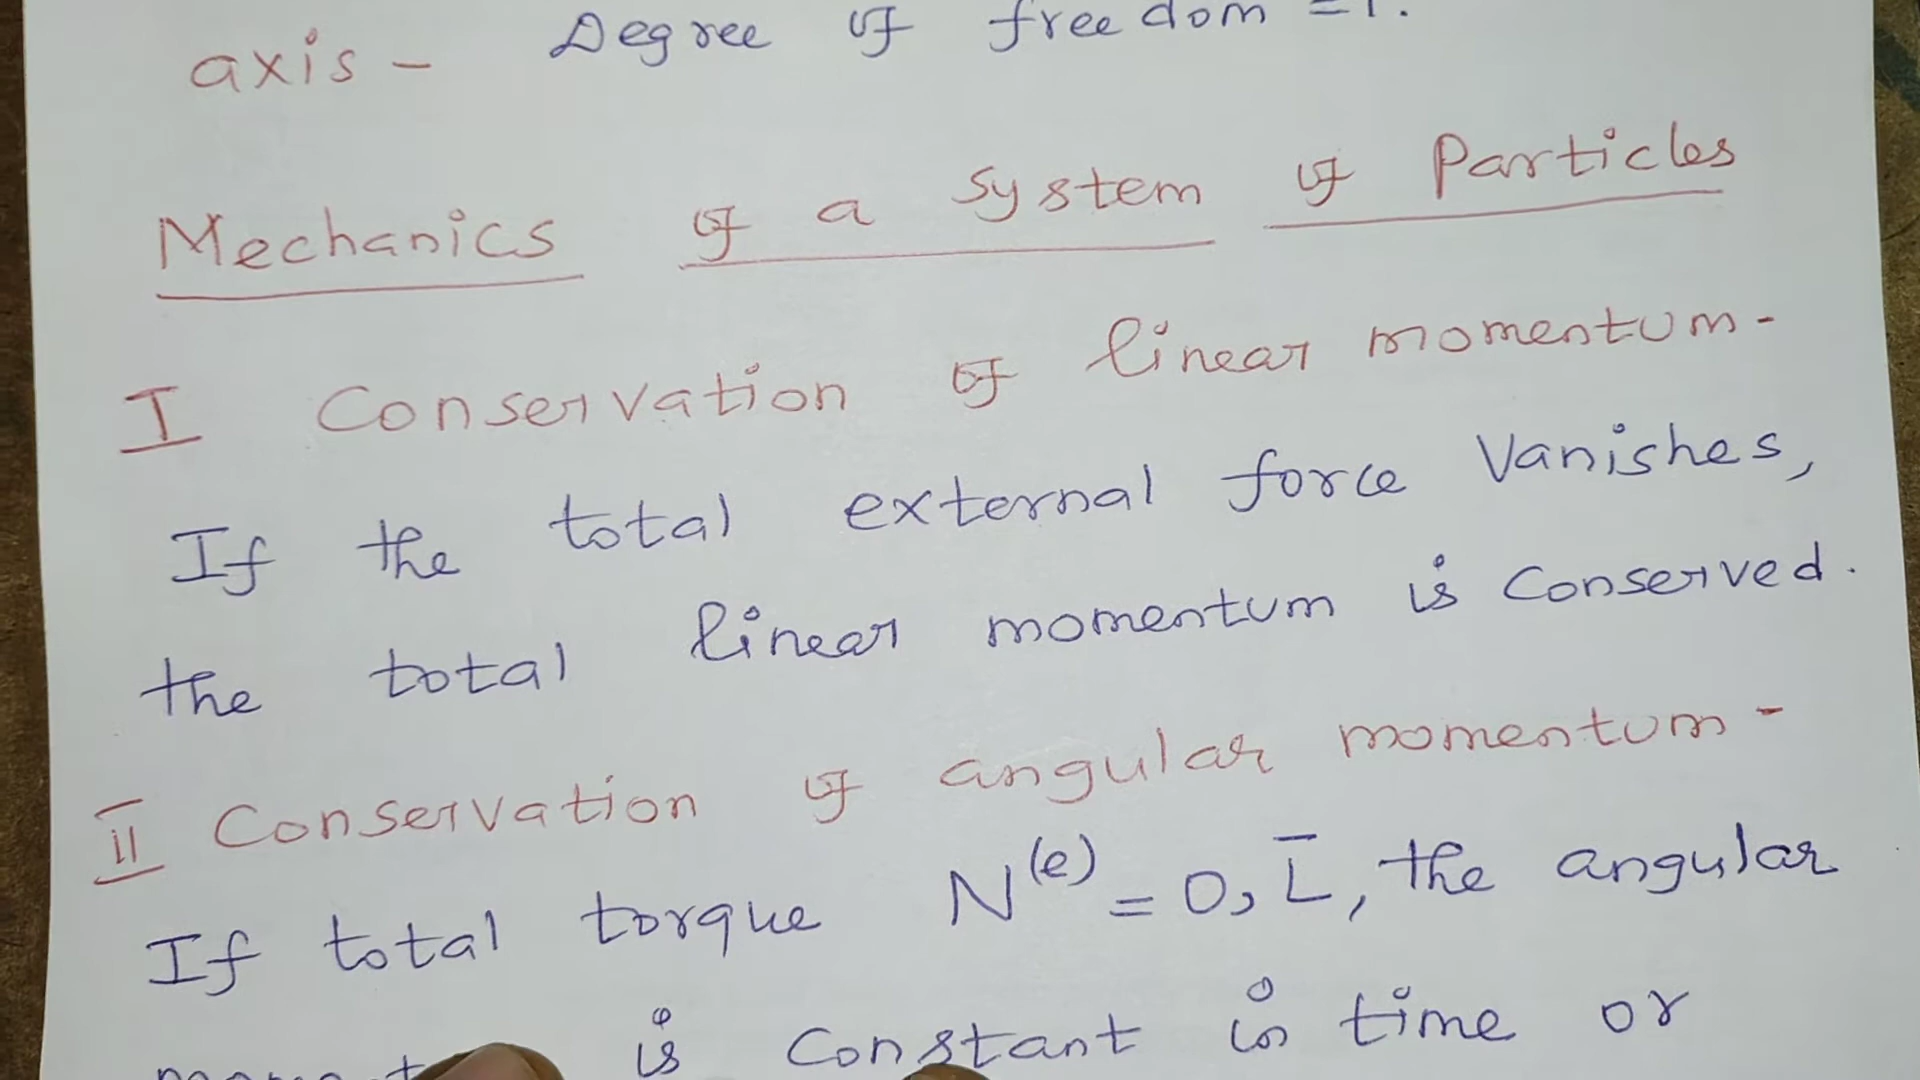 axis - Degree of freedom = 1.
Mechanics of a system of Particles
I Conservation of linear momentum -
If the total external force Vanishes,
the total linear momentum is Conserved.
II Conservation of angular momentum -
If total torque N^(e) = 0, L̅, the angular
is Constant in time or